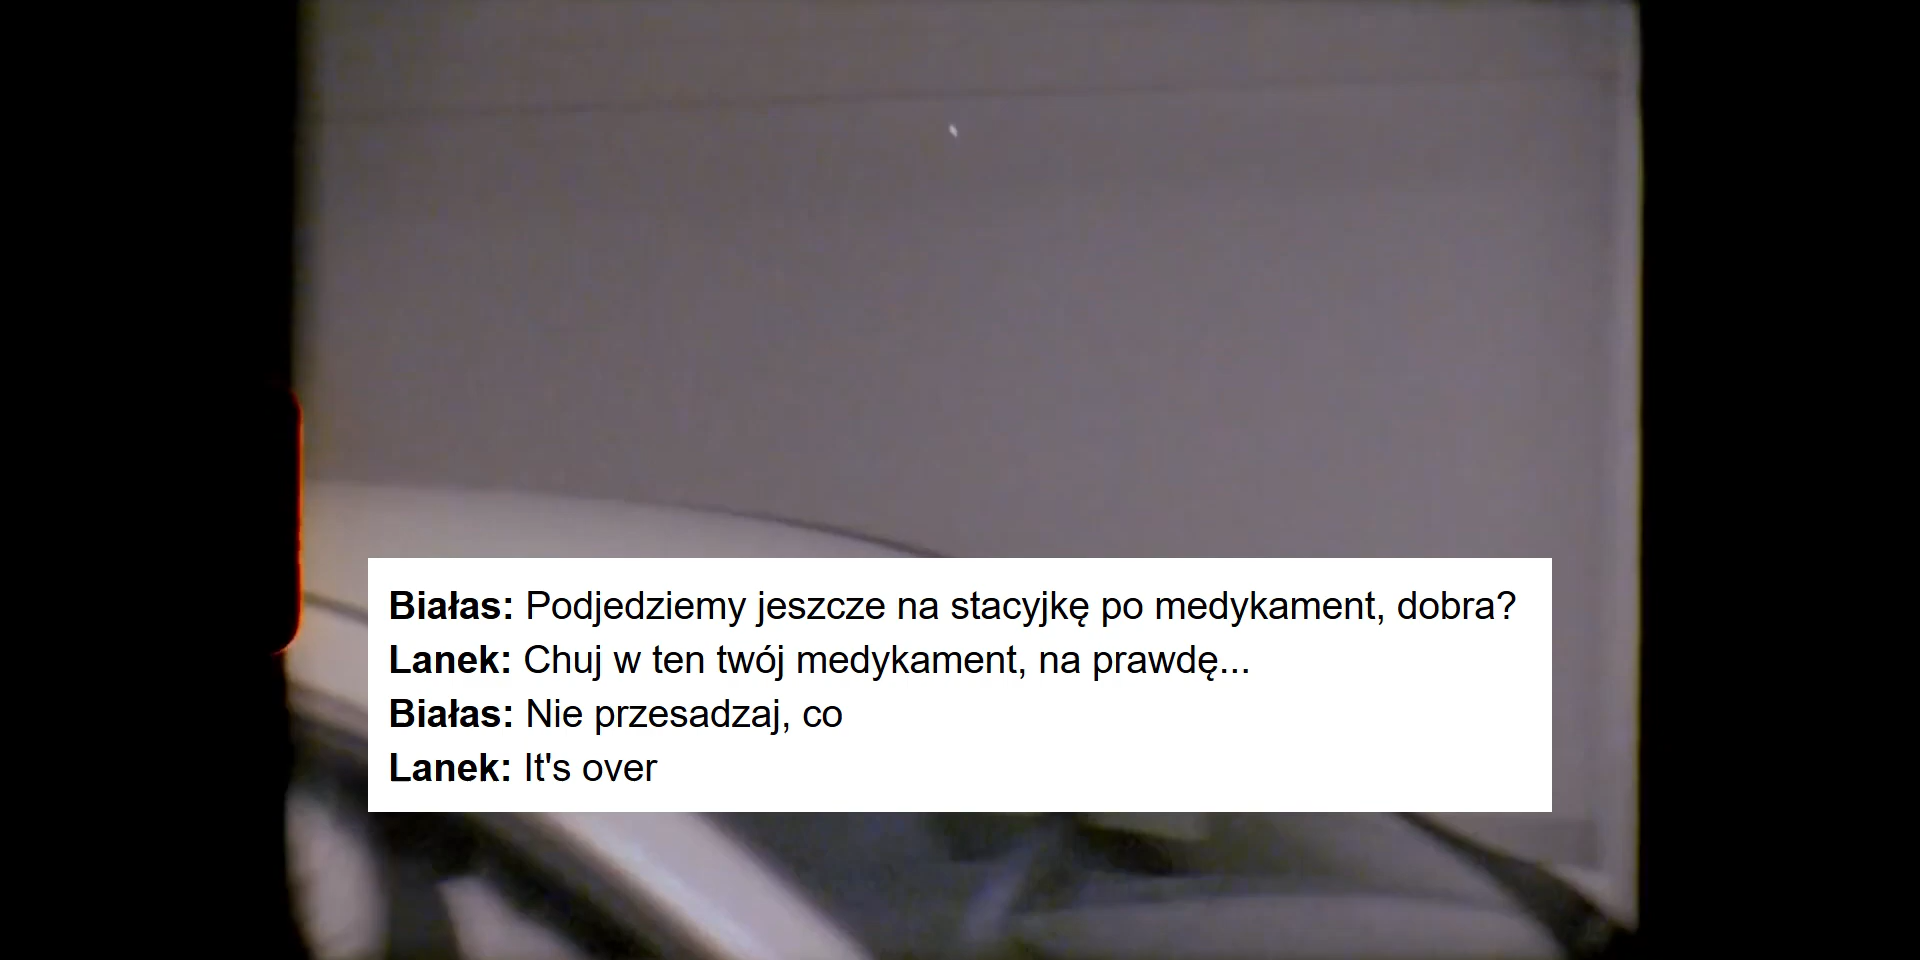 Białas: Podjedziemy jeszcze na stacyjkę po medykament, dobra?
Lanek: Chuj w ten twój medykament, na prawdę...
Białas: Nie przesadzaj, co
Lanek: It's over